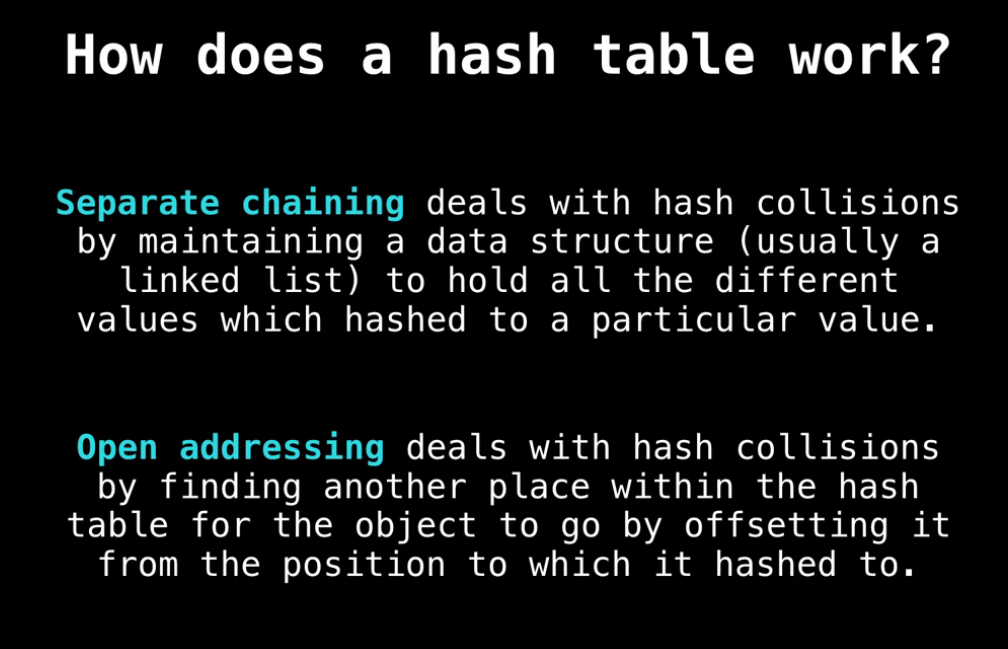 How does a hash table work?
Separate chaining deals with hash collisions
by maintaining a data structure (usually a
linked list) to hold all the different
values which hashed to a particular value.
Open addressing deals with hash collisions
by finding another place within the hash
table for the object to go by offsetting it
from the position to which it hashed to.